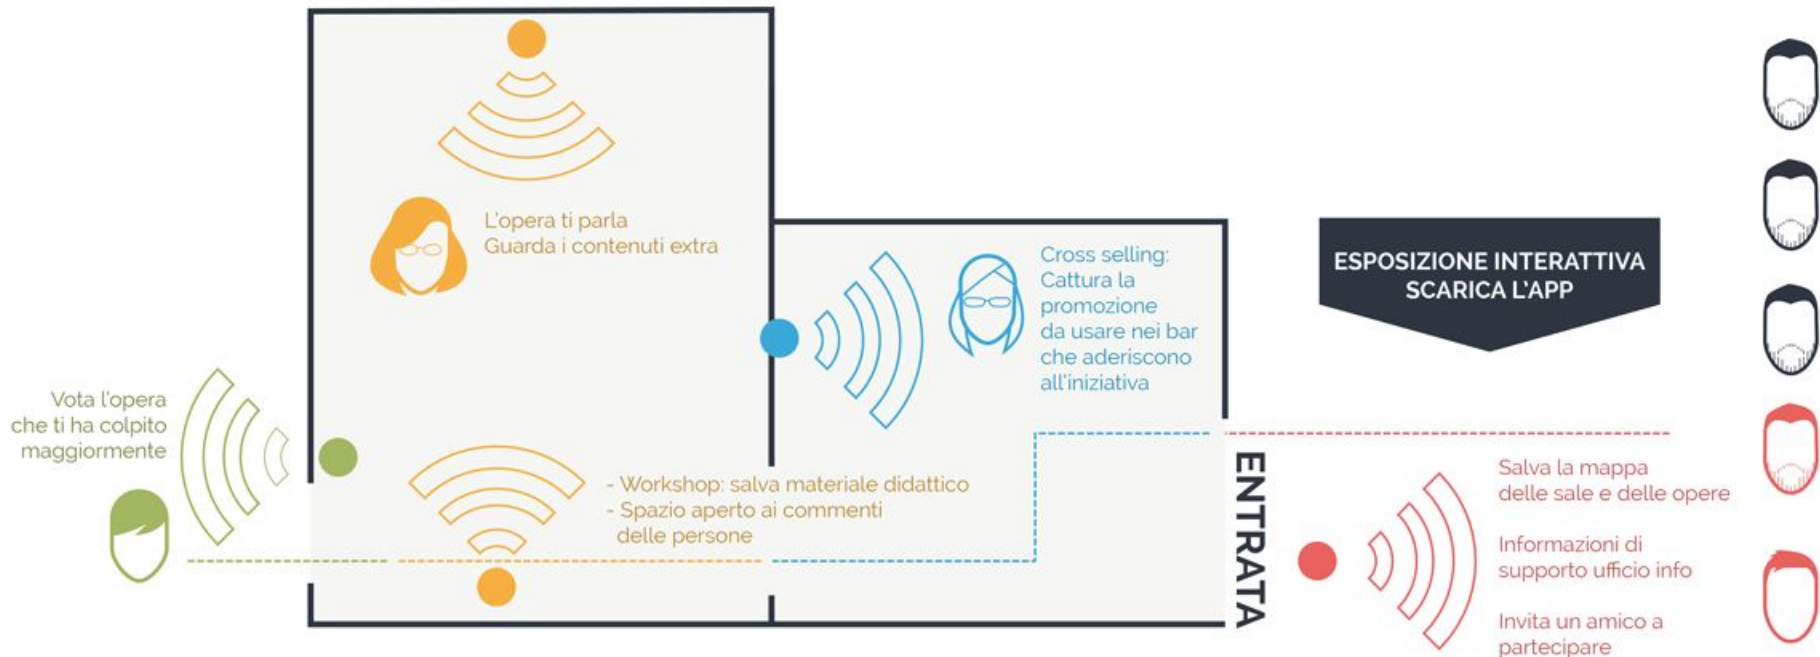 L'opera ti parla
Guarda i contenuti extra
Cross selling:
Cattura la
promozione
da usare nei bar
che aderiscono
all'iniziativa
ESPOSIZIONE INTERATTIVA
SCARICA L'APP
Vota l'opera
che ti ha colpito
maggiormente
- Workshop: salva materiale didattico
- Spazio aperto ai commenti
delle persone
ENTRATA
Salva la mappa
delle sale e delle opere
Informazioni di
supporto ufficio info
Invita un amico a
partecipare